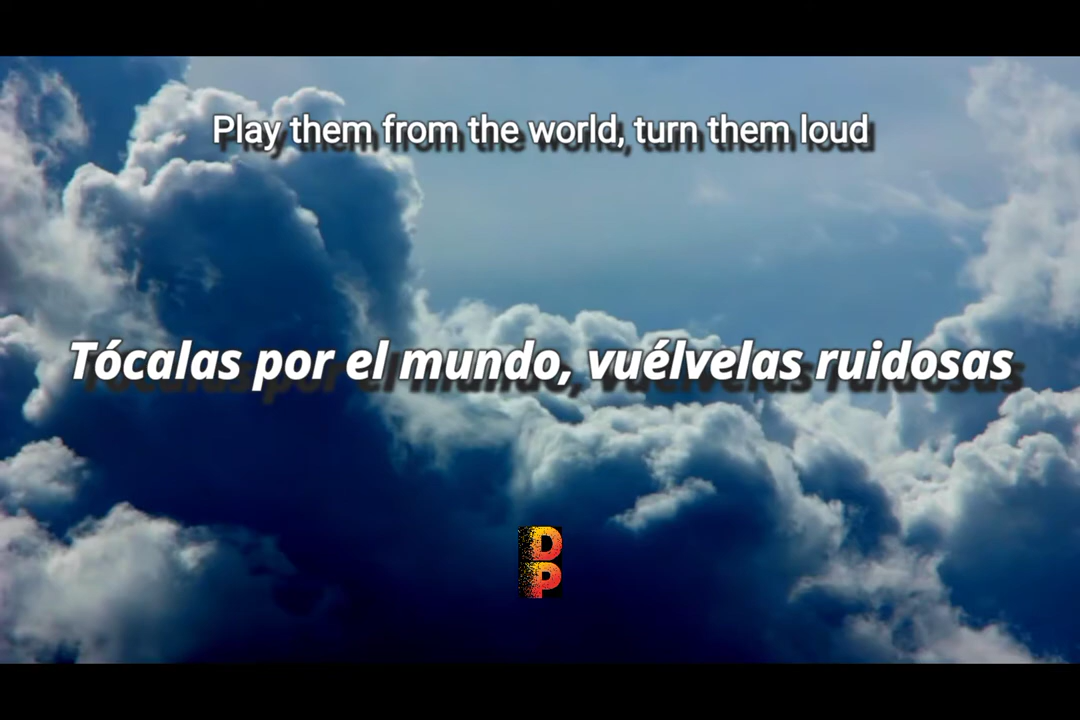 Play them from the world, turn them loud
Tócalas por el mundo, vuélvelas ruidosas
D
P